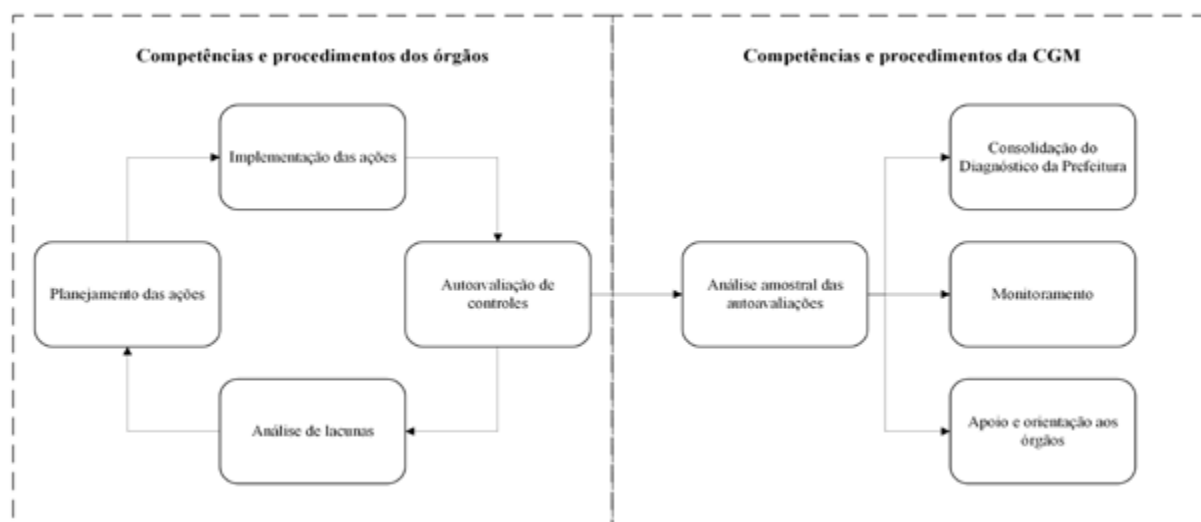 Competências e procedimentos dos órgãos
Implementação das ações
Planejamento das ações
Autoavaliação de
controles
Análise de lacunas
Competências e procedimentos da CGM
Análise amostral das
autoavaliações
Consolidação do
Diagnóstico da Prefeitura
Monitoramento
Apoio e orientação aos
órgãos